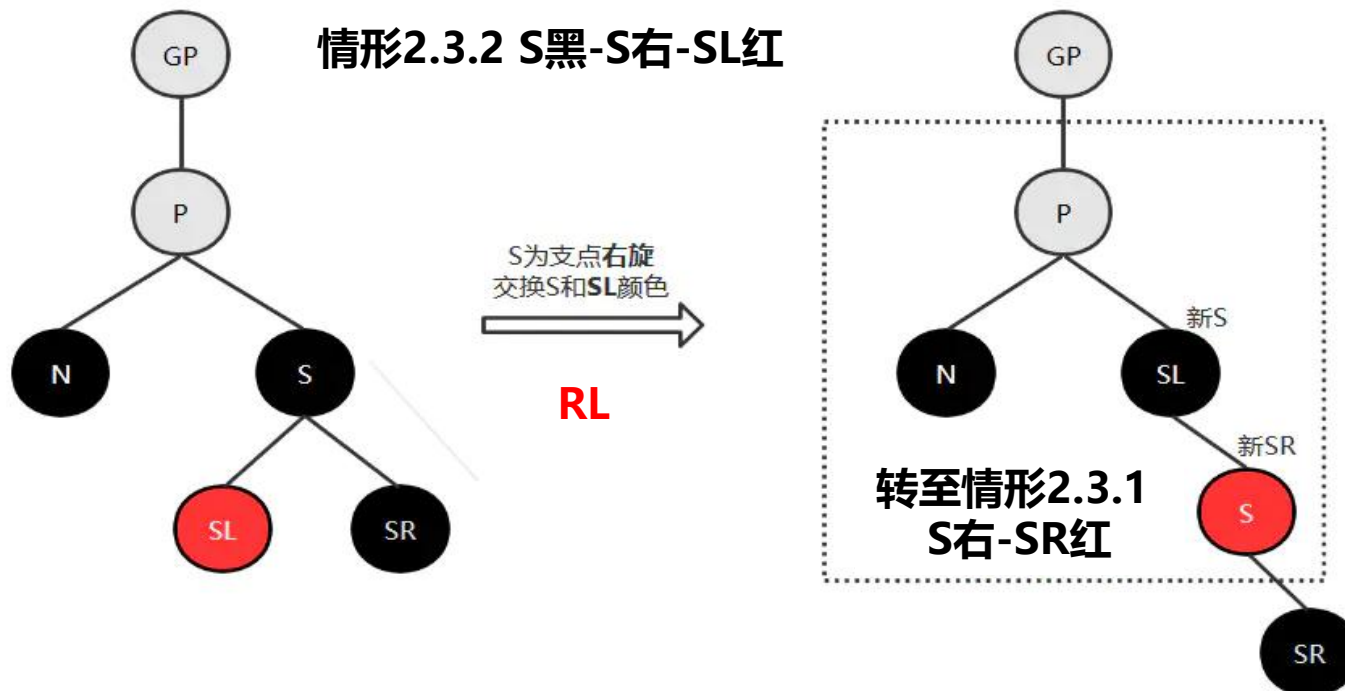 情形2.3.2 S黑-S右-SL红
GP
P
N
S
SL
SR
S为支点右旋
交换S和SL颜色
RL
GP
P
N
新S
SL
新SR
S
转至情形2.3.1
S右-SR红
SR